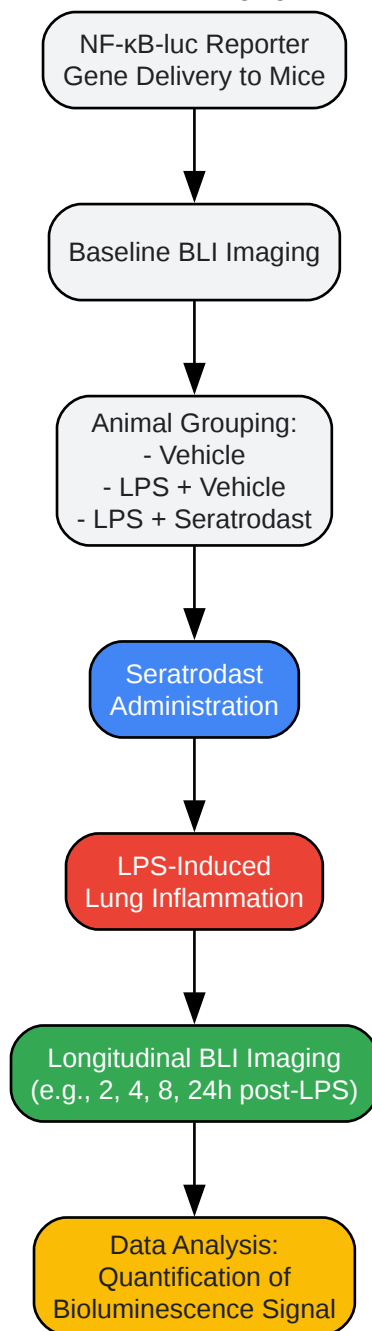 NF-κB-luc Reporter
Gene Delivery to Mice
Baseline BLI Imaging
Animal Grouping:
- Vehicle
- LPS + Vehicle
- LPS + Seratrodast
Seratrodast
Administration
LPS-Induced
Lung Inflammation
Longitudinal BLI Imaging
(e.g., 2, 4, 8, 24h post-LPS)
Data Analysis:
Quantification of
Bioluminescence Signal